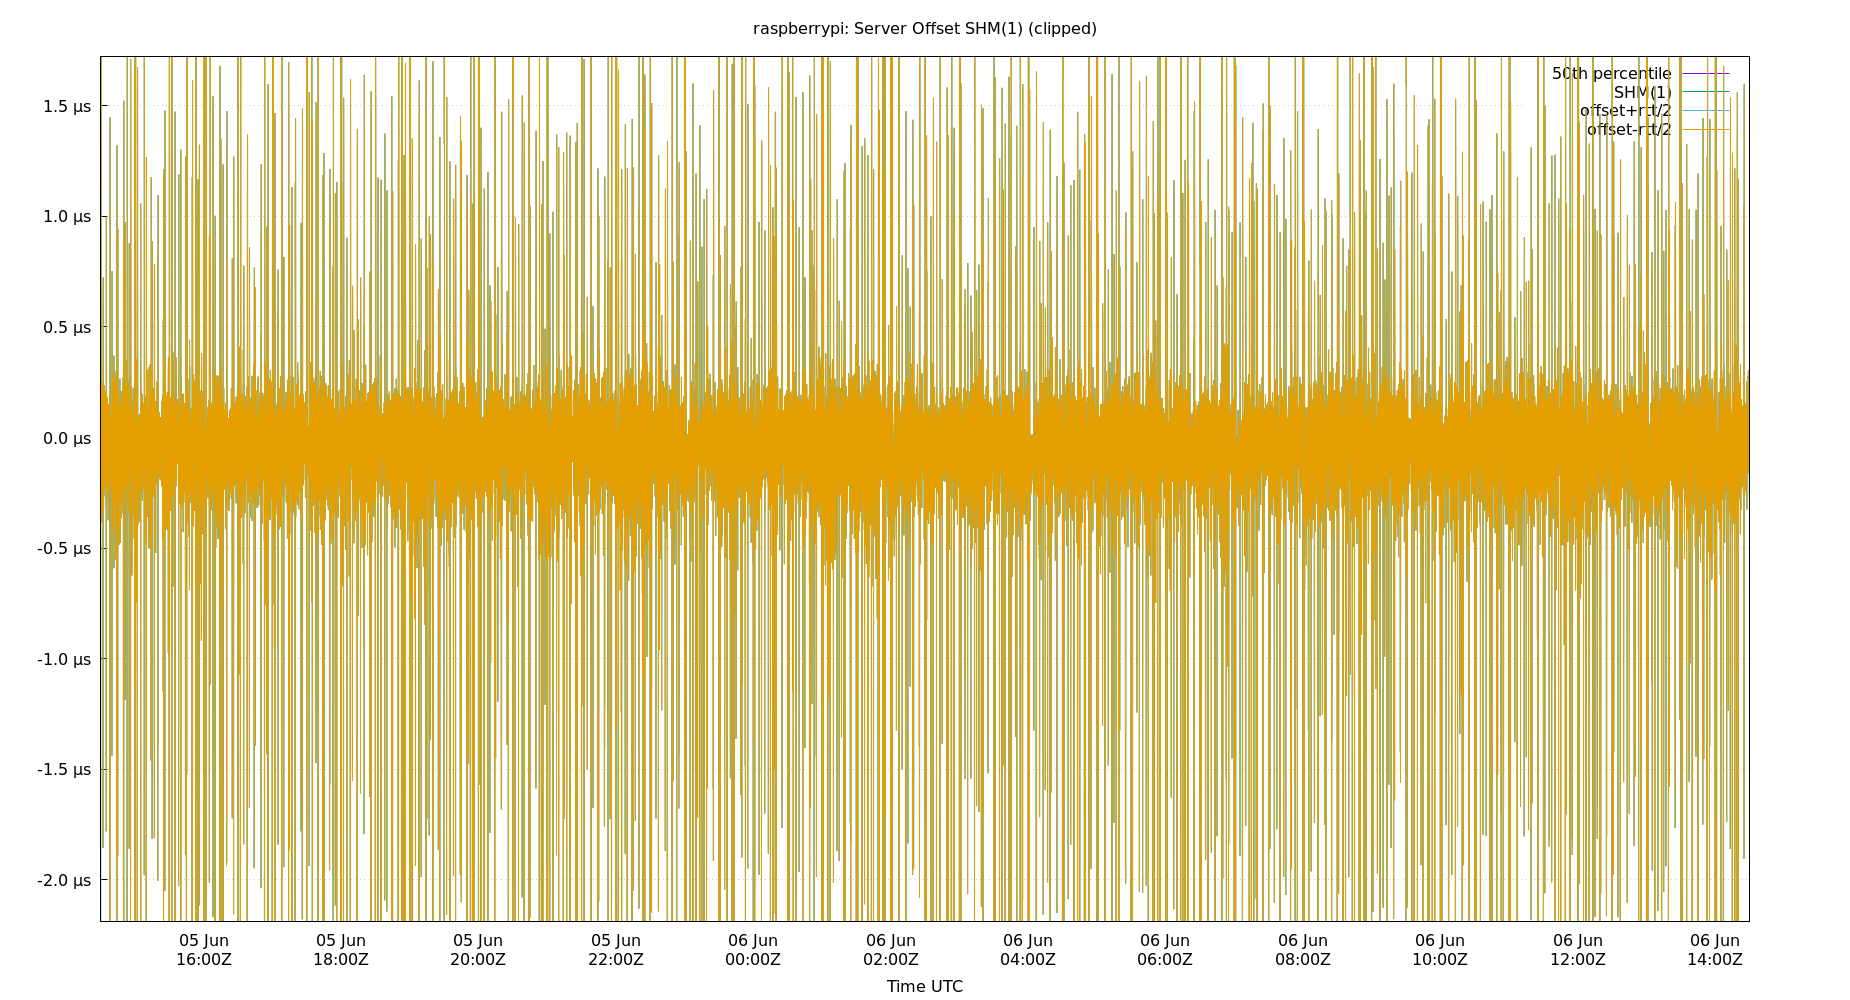 raspberrypi: Server Offset SHM(1) (clipped)
50th percentile
SHM(1)
offset+rtt/2
offset-rtt/2
1.5 µs
1.0 µs
0.5 µs
0.0 µs
-0.5 µs
-1.0 µs
-1.5 µs
-2.0 µs
05 Jun 05 Jun 05 Jun 05 Jun 06 Jun 06 Jun 06 Jun 06 Jun 06 Jun 06 Jun 06 Jun 06 Jun
16:00Z 18:00Z 20:00Z 22:00Z 00:00Z 02:00Z 04:00Z 06:00Z 08:00Z 10:00Z 12:00Z 14:00Z
Time UTC